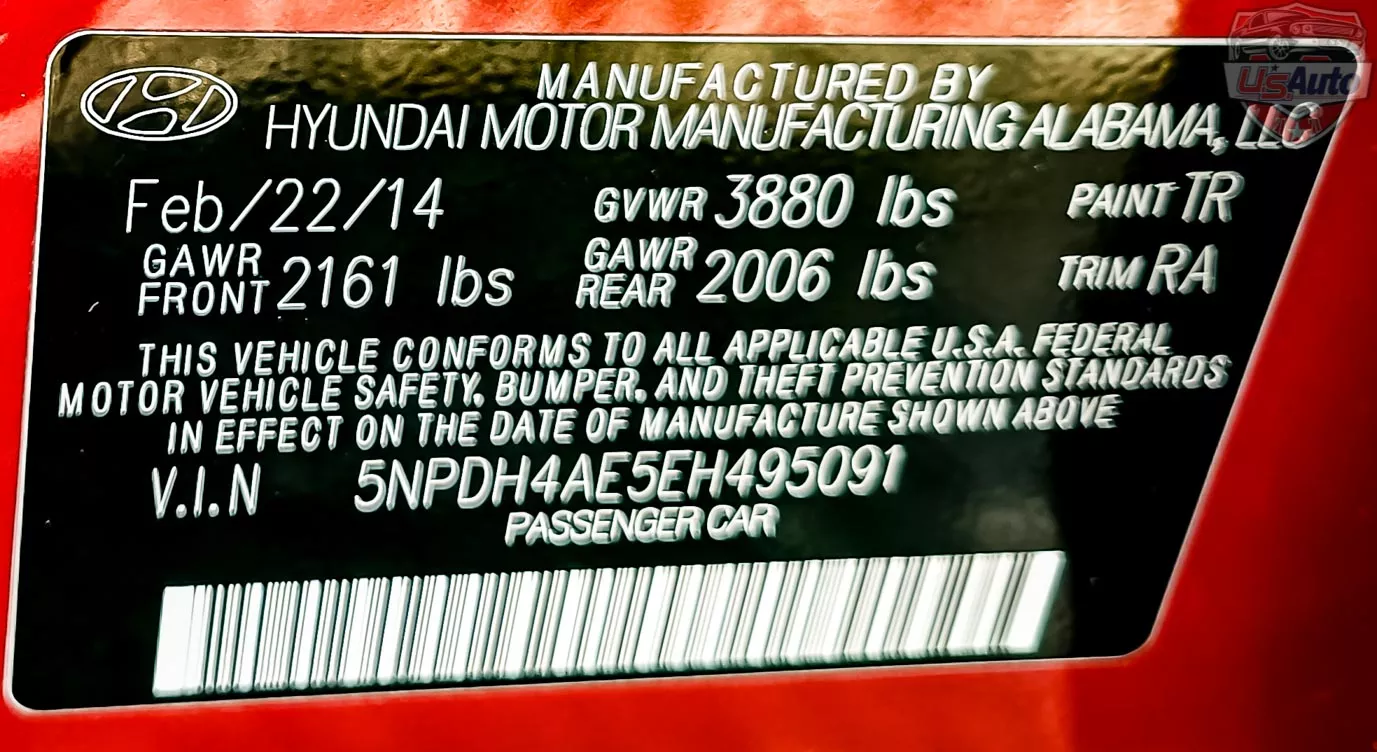 MANUFACTURED BY
HYUNDAI MOTOR MANUFACTURING ALABAMA, LLC
Feb/22/14 GVWR 3880 lbs PAINT TR
GAWR FRONT 2161 lbs GAWR REAR 2006 lbs TRIM RA
THIS VEHICLE CONFORMS TO ALL APPLICABLE U.S.A. FEDERAL
MOTOR VEHICLE SAFETY, BUMPER, AND THEFT PREVENTION STANDARDS
IN EFFECT ON THE DATE OF MANUFACTURE SHOWN ABOVE
V.I.N 5NPDH4AE5EH495091
PASSENGER CAR
US Auto